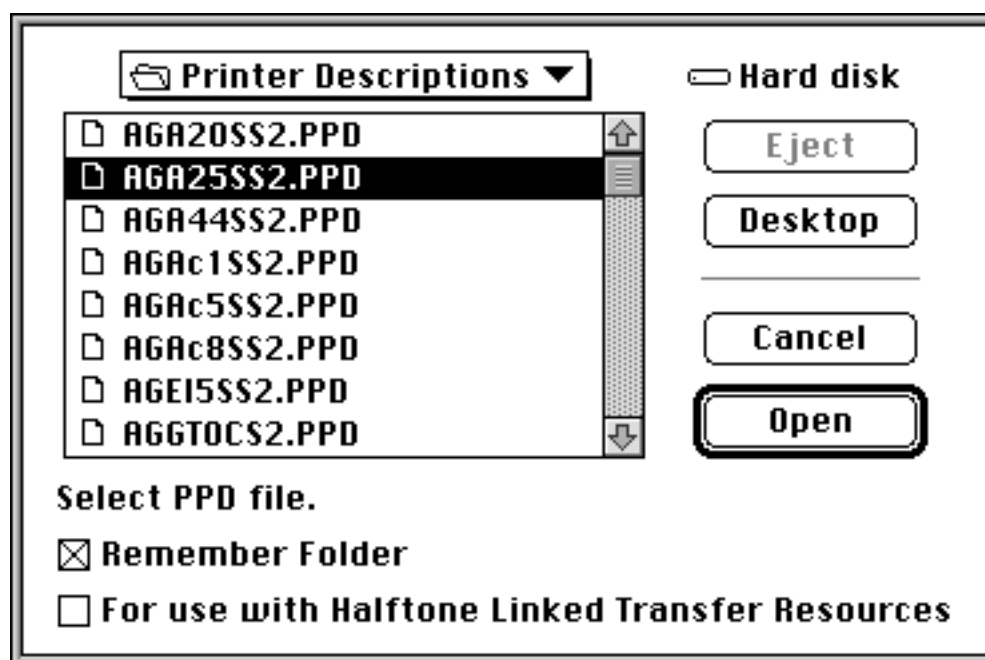 Printer Descriptions
Hard disk
AGA20SS2.PPD
AGA25SS2.PPD
AGA44SS2.PPD
AGAc1SS2.PPD
AGAc5SS2.PPD
AGAc8SS2.PPD
AGEI5SS2.PPD
AGGT0CS2.PPD
Eject
Desktop
Cancel
Open
Select PPD file.
Remember Folder
For use with Halftone Linked Transfer Resources